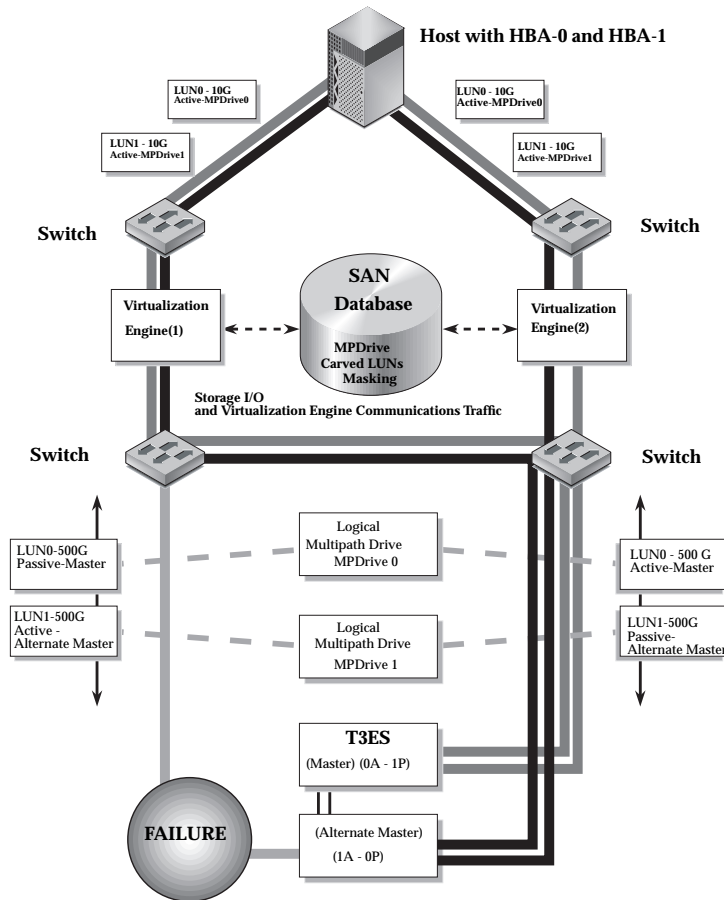 Host with HBA-0 and HBA-1
LUN0 - 10G
Active-MPDrive0
LUN0 - 10G
Active-MPDrive0
LUN1 - 10G
Active-MPDrive1
LUN1 - 10G
Active-MPDrive1
Switch
Switch
SAN
Database
MPDrive
Carved LUNs
Masking
Virtualization
Engine(1)
Virtualization
Engine(2)
Storage I/O
and Virtualization Engine Communications Traffic
Switch
Switch
LUN0-500G
Passive-Master
Logical
Multipath Drive
MPDrive 0
LUN0 - 500 G
Active-Master
LUN1-500G
Active -
Alternate Master
Logical
Multipath Drive
MPDrive 1
LUN1-500G
Passive-
Alternate Master
T3ES
(Master) (0A - 1P)
FAILURE
(Alternate Master)
(1A - 0P)